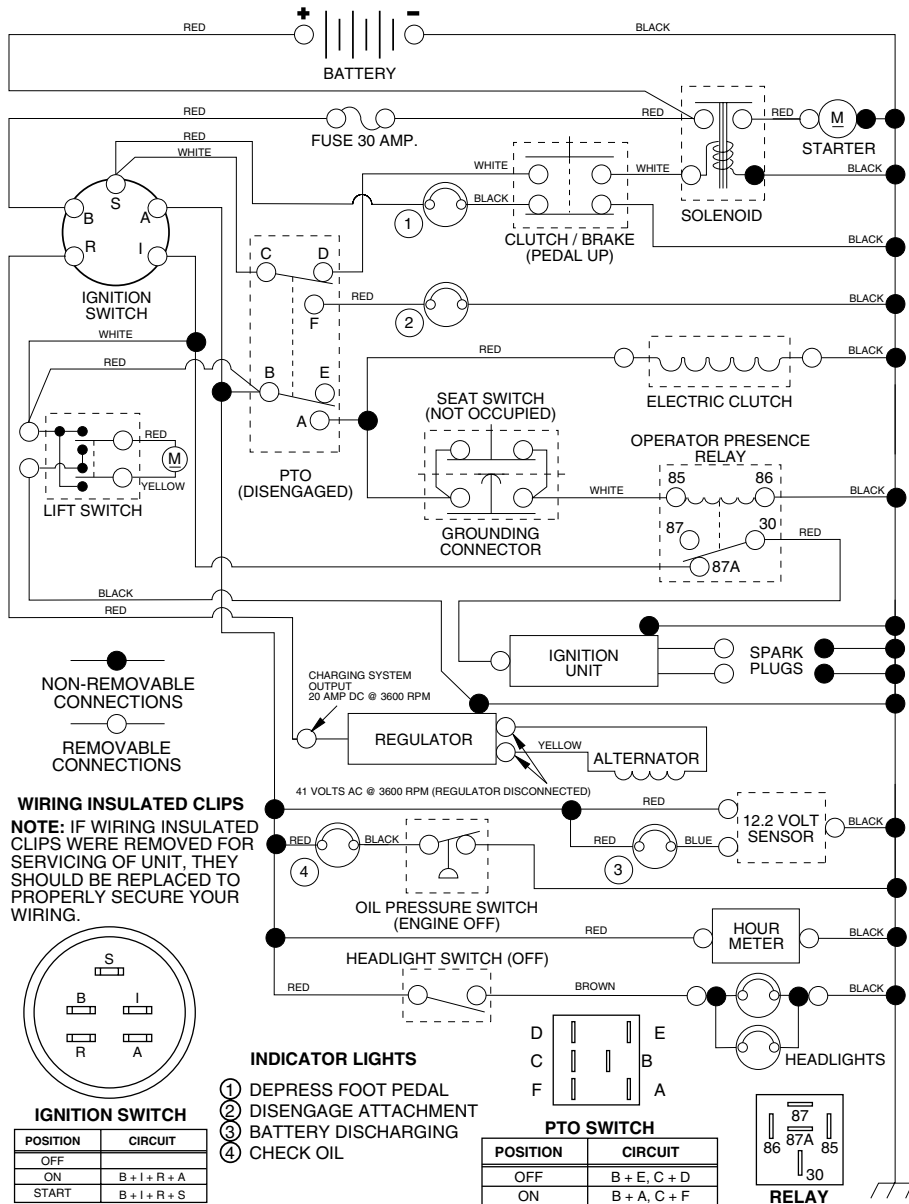 RED
+
-
BLACK
BATTERY
RED
FUSE 30 AMP.
RED
RED
M
STARTER
RED
WHITE
WHITE
WHITE
BLACK
BLACK
1
CLUTCH / BRAKE
(PEDAL UP)
SOLENOID
BLACK
S
B
A
R
I
IGNITION
SWITCH
C
D
F
RED
2
BLACK
WHITE
RED
B
E
A
PTO
(DISENGAGED)
RED
BLACK
ELECTRIC CLUTCH
RED
M
YELLOW
LIFT SWITCH
SEAT SWITCH
(NOT OCCUPIED)
WHITE
GROUNDING
CONNECTOR
OPERATOR PRESENCE
RELAY
85
86
BLACK
87
30
RED
87A
BLACK
RED
IGNITION
UNIT
SPARK
PLUGS
NON-REMOVABLE
CONNECTIONS
REMOVABLE
CONNECTIONS
CHARGING SYSTEM
OUTPUT
20 AMP DC @ 3600 RPM
REGULATOR
YELLOW
ALTERNATOR
41 VOLTS AC @ 3600 RPM (REGULATOR DISCONNECTED)
RED
12.2 VOLT
SENSOR
BLACK
RED
BLUE
3
RED
BLACK
4
OIL PRESSURE SWITCH
(ENGINE OFF)
WIRING INSULATED CLIPS
NOTE: IF WIRING INSULATED
CLIPS WERE REMOVED FOR
SERVICING OF UNIT, THEY
SHOULD BE REPLACED TO
PROPERLY SECURE YOUR
WIRING.
RED
HOUR
METER
BLACK
HEADLIGHT SWITCH (OFF)
RED
BROWN
BLACK
HEADLIGHTS
S
B
I
R
A
IGNITION SWITCH
POSITION CIRCUIT
OFF
ON B + I + R + A
START B + I + R + S
INDICATOR LIGHTS
1 DEPRESS FOOT PEDAL
2 DISENGAGE ATTACHMENT
3 BATTERY DISCHARGING
4 CHECK OIL
D
E
C
B
F
A
PTO SWITCH
POSITION CIRCUIT
OFF B + E, C + D
ON B + A, C + F
87
86
87A
85
30
RELAY